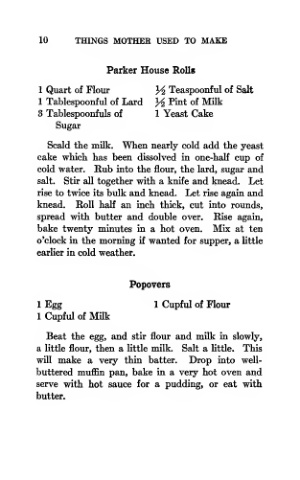 10 THINGS MOTHER USED TO MAKE
Parker House Rolls
1 Quart of Flour ½ Teaspoonful of Salt
1 Tablespoonful of Lard ½ Pint of Milk
3 Tablespoonfuls of 1 Yeast Cake
Sugar
Scald the milk. When nearly cold add the yeast
cake which has been dissolved in one-half cup of
cold water. Rub into the flour, the lard, sugar and
salt. Stir all together with a knife and knead. Let
rise to twice its bulk and knead. Let rise again and
knead. Roll half an inch thick, cut into rounds,
spread with butter and double over. Rise again,
bake twenty minutes in a hot oven. Mix at ten
o'clock in the morning if wanted for supper, a little
earlier in cold weather.
Popovers
1 Egg 1 Cupful of Flour
1 Cupful of Milk
Beat the egg, and stir flour and milk in slowly,
a little flour, then a little milk. Salt a little. This
will make a very thin batter. Drop into well-
buttered muffin pan, bake in a very hot oven and
serve with hot sauce for a pudding, or eat with
butter.